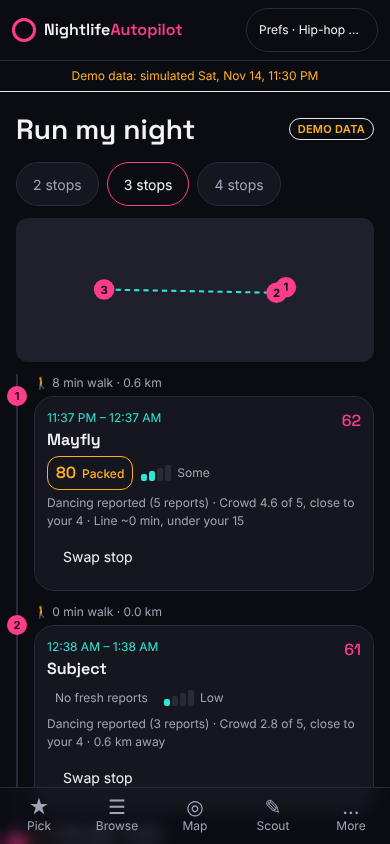 NightlifeAutopilot
Prefs · Hip-hop ...
Demo data: simulated Sat, Nov 14, 11:30 PM
Run my night
DEMO DATA
2 stops
3 stops
4 stops
3
2
1
8 min walk · 0.6 km
1
11:37 PM – 12:37 AM
62
Mayfly
80 Packed
Some
Dancing reported (5 reports) · Crowd 4.6 of 5, close to
your 4 · Line ~0 min, under your 15
Swap stop
0 min walk · 0.0 km
2
12:38 AM – 1:38 AM
61
Subject
No fresh reports
Low
Dancing reported (3 reports) · Crowd 2.8 of 5, close to
your 4 · 0.6 km away
Swap stop
Pick
Browse
Map
Scout
More